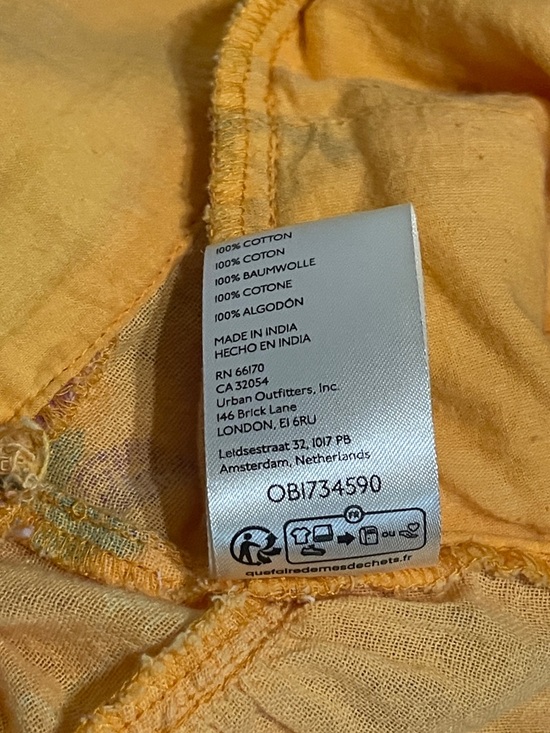 100% COTTON
100% COTON
100% BAUMWOLLE
100% COTONE
100% ALGODÓN
MADE IN INDIA
HECHO EN INDIA
RN 66170
CA 32054
Urban Outfitters, Inc.
146 Brick Lane
LONDON, E1 6RU
Leidsestraat 32, 1017 PB
Amsterdam, Netherlands
OB1734590
FR
ou
quefairedemesdechets.fr